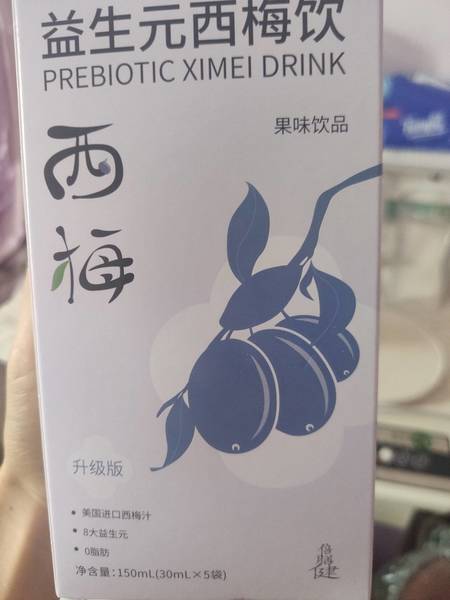 益生元西梅饮
PREBIOTIC XIMEI DRINK
果味饮品
西梅
升级版
美国进口西梅汁
8大益生元
0脂肪
净含量：150mL(30mL×5袋)